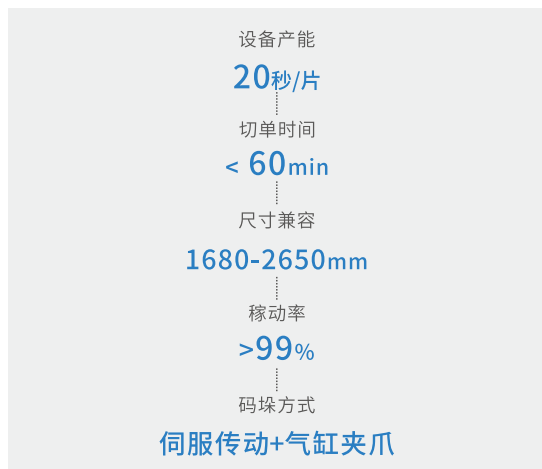 设备产能
20秒/片
切单时间
< 60min
尺寸兼容
1680-2650mm
稼动率
>99%
码垛方式
伺服传动+气缸夹爪